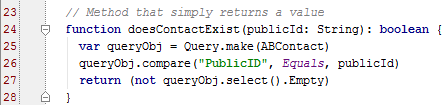 23 // Method that simply returns a value
24 function doesContactExist(publicId: String): boolean {
25 var queryObj = Query.make(ABContact)
26 queryObj.compare("PublicID", Equals, publicId)
27 return (not queryObj.select().Empty)
28 }